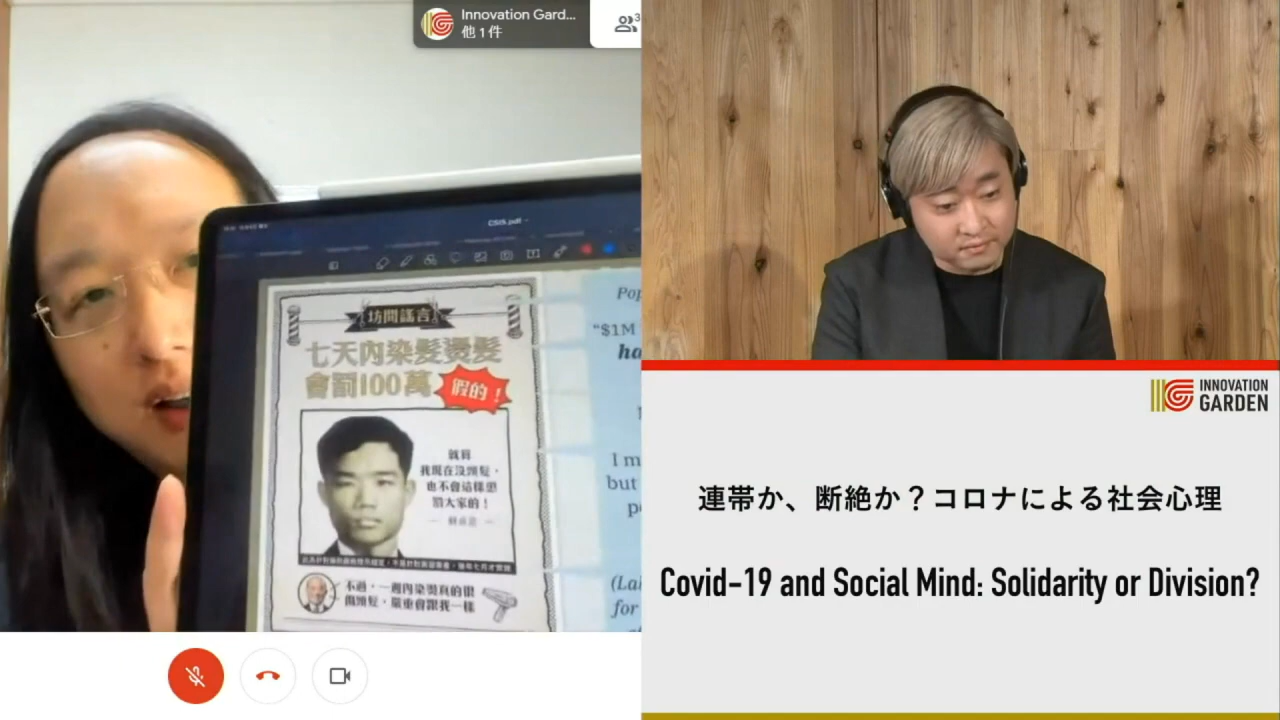 Innovation Gard...
他 1 件
CSIS.pdf
坊間謠言
七天內染髮燙髮
會罰100萬
假的!
就算
我現在沒頭髮,
也不會這樣懲
罰大家的!
不過,一週內染燙真的很
傷頭髮,嚴重會跟我一樣
Pop
"$1M
ha
I m
but
po
(Lai
for
INNOVATION
GARDEN
連帯か、断絶か?コロナによる社会心理
Covid-19 and Social Mind: Solidarity or Division?